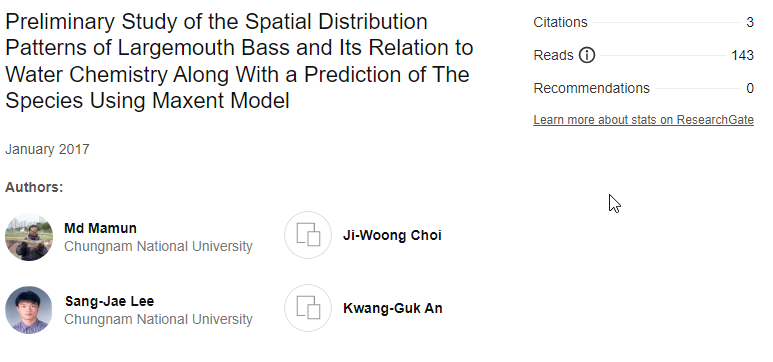 Preliminary Study of the Spatial Distribution
Patterns of Largemouth Bass and Its Relation to
Water Chemistry Along With a Prediction of The
Species Using Maxent Model
January 2017
Authors:
Md Mamun
Chungnam National University
Ji-Woong Choi
Sang-Jae Lee
Chungnam National University
Kwang-Guk An
Citations 3
Reads 143
Recommendations 0
Learn more about stats on ResearchGate